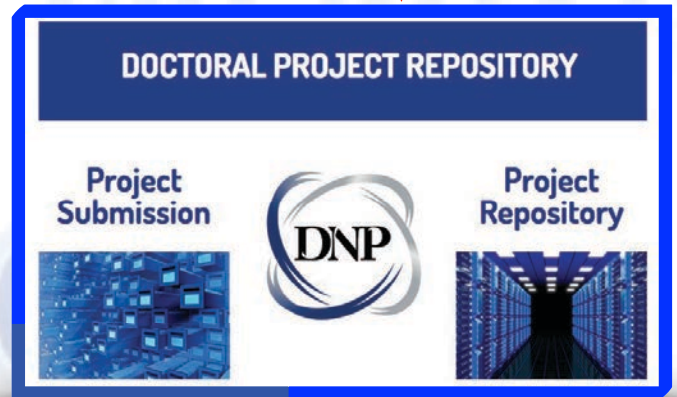 DOCTORAL PROJECT REPOSITORY
Project
Submission
DNP
Project
Repository